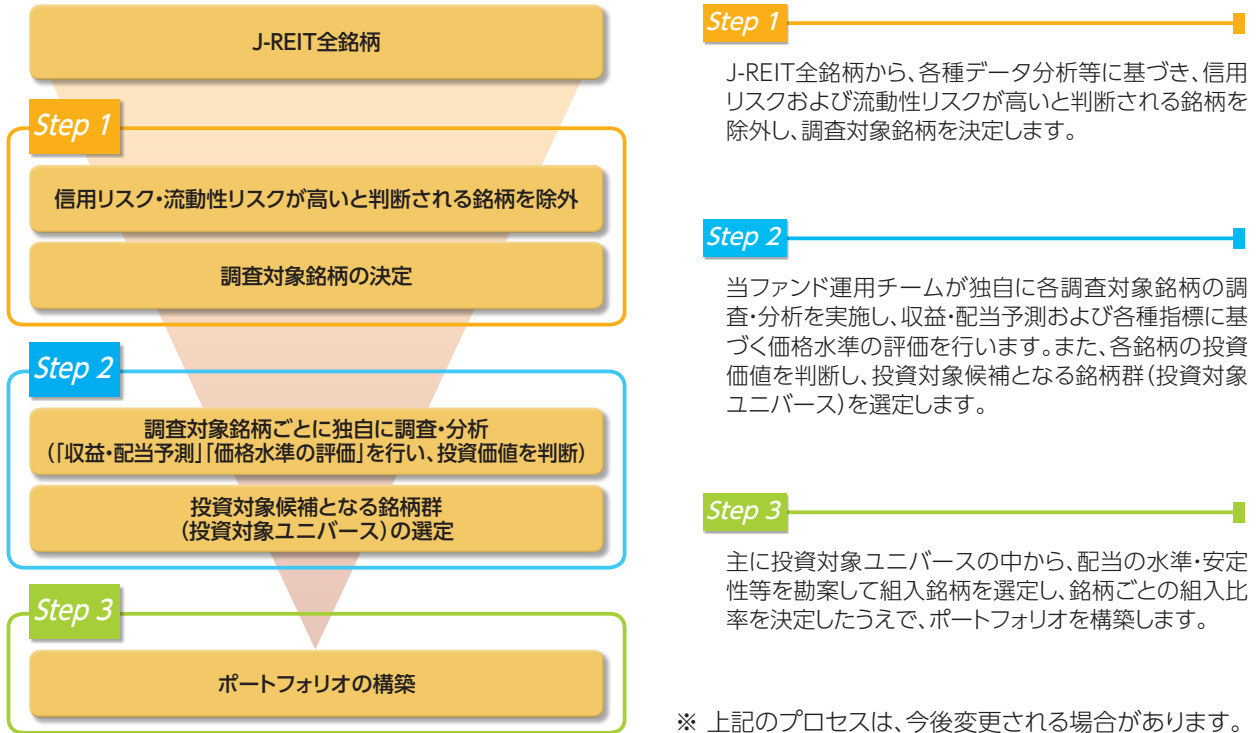 J-REIT全銘柄
Step 1
信用リスク・流動性リスクが高いと判断される銘柄を除外
調査対象銘柄の決定
Step 2
調査対象銘柄ごとに独自に調査・分析
(「収益・配当予測」「価格水準の評価」を行い、投資価値を判断)
投資対象候補となる銘柄群
(投資対象ユニバース)の選定
Step 3
ポートフォリオの構築
Step 1
J-REIT全銘柄から、各種データ分析等に基づき、信用
リスクおよび流動性リスクが高いと判断される銘柄を
除外し、調査対象銘柄を決定します。
Step 2
当ファンド運用チームが独自に各調査対象銘柄の調
査・分析を実施し、収益・配当予測および各種指標に基
づく価格水準の評価を行います。また、各銘柄の投資
価値を判断し、投資対象候補となる銘柄群(投資対象
ユニバース)を選定します。
Step 3
主に投資対象ユニバースの中から、配当の水準・安定
性等を勘案して組入銘柄を選定し、銘柄ごとの組入比
率を決定したうえで、ポートフォリオを構築します。
※ 上記のプロセスは、今後変更される場合があります。